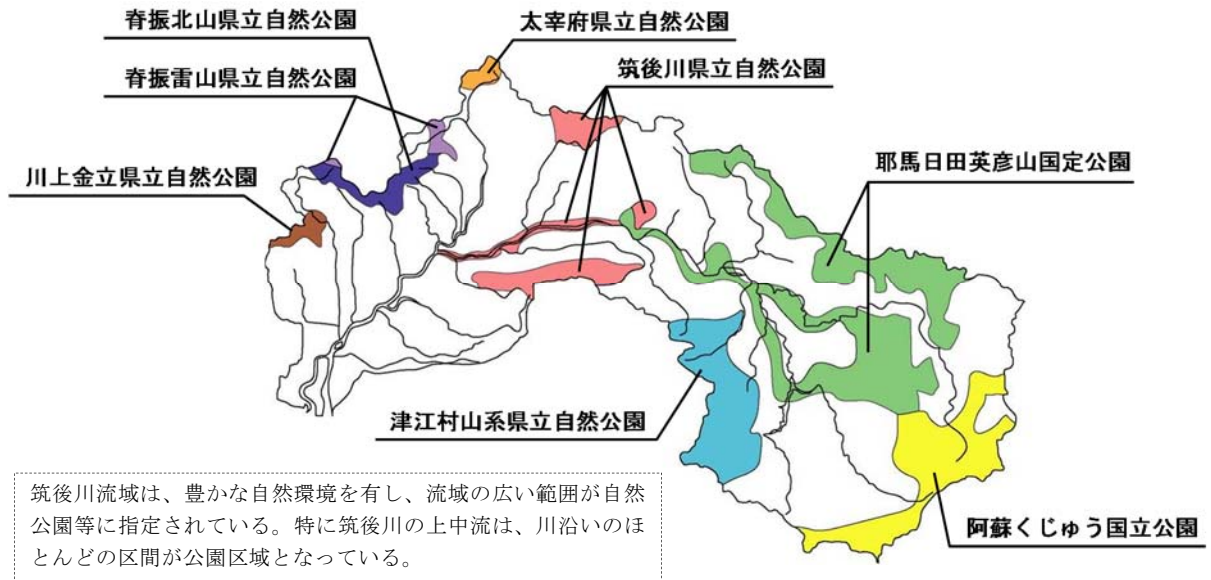 脊振北山県立自然公園
太宰府県立自然公園
脊振雷山県立自然公園
筑後川県立自然公園
川上金立県立自然公園
耶馬日田英彦山国定公園
津江村山系県立自然公園
阿蘇くじゅう国立公園
筑後川流域は、豊かな自然環境を有し、流域の広い範囲が自然
公園等に指定されている。特に筑後川の上中流は、川沿いのほ
とんどの区間が公園区域となっている。